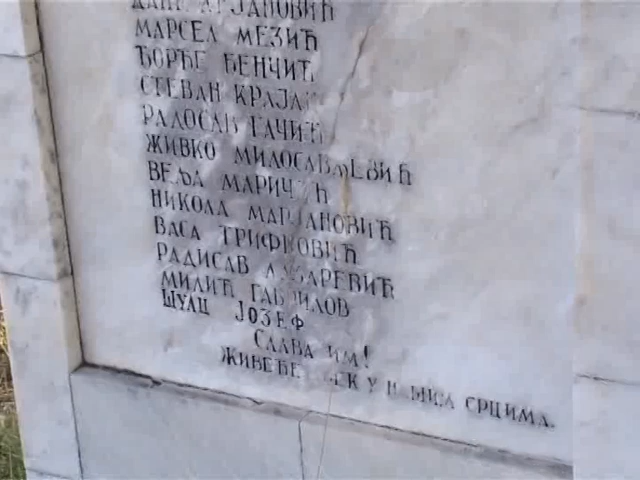 МАРСЕЛ МЕЗИЋ
ЂОРЂЕ ЂЕНЧИЋ
СТЕВАН
РАДОСАВ ГАЧИЋ
ЖИВКО МИЛОСАВЉЕВИЋ
ВЕЉА
НИКОЛА МАРЈАНОВИЋ
ВАСА ТРИФКОВИЋ
РАДИСАВ
МИЛИЋ ГАВРИЛОВ
ШУЛЦ ЈОЗЕФ
СЛАВА ИМ!
ЖИВЕЋЕ СРЦИМА.